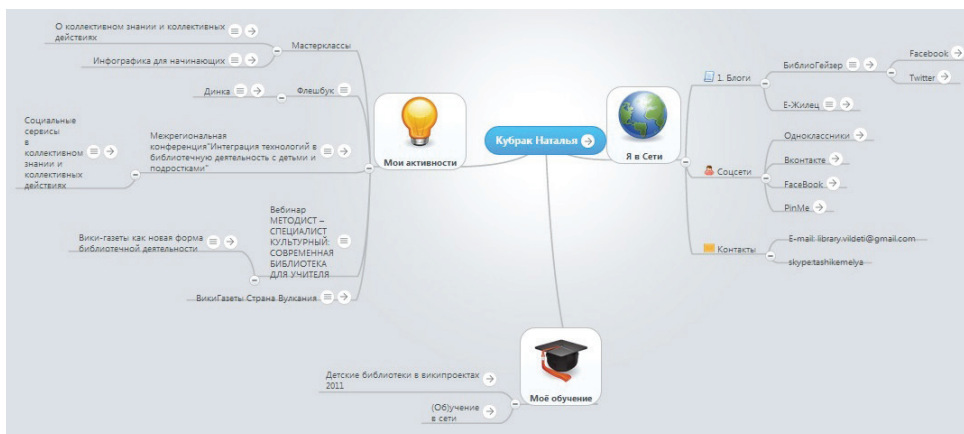 О коллективном знании и коллективных
действиях
Инфографика для начинающих
Мастерклассы
Динка
Флешбук
Социальные
сервисы
в
коллективном
знании и
коллективных
действиях
Межрегиональная
конференция"Интеграция технологий в
библиотечную деятельность с детьми и
подростками"
Вики-газеты как новая форма
библиотечной деятельности
Вебинар
МЕТОДИСТ –
СПЕЦИАЛИСТ
КУЛЬТУРНЫЙ:
СОВРЕМЕННАЯ
БИБЛИОТЕКА
ДЛЯ УЧИТЕЛЯ
ВикиГазеты Страна Вулкания
Мои активности
Кубрак Наталья
Я в Сети
1. Блоги
БиблиоГейзер
Facebook
Twitter
Е-Жилец
Соцсети
Одноклассники
Вконтакте
FaceBook
PinMe
Контакты
E-mail: library.vildeti@gmail.com
skype:tashikemelya
Детские библиотеки в википроектах
2011
(Об)учение
в сети
Моё обучение